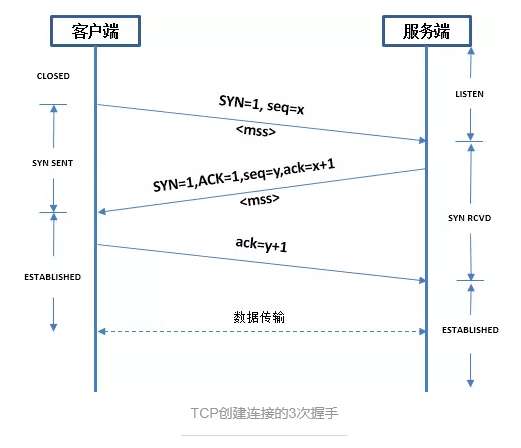 客户端
服务端
CLOSED
LISTEN
SYN=1, seq=x
<mss>
SYN SENT
SYN=1,ACK=1,seq=y,ack=x+1
<mss>
SYN RCVD
ack=y+1
ESTABLISHED
数据传输
ESTABLISHED
TCP创建连接的3次握手